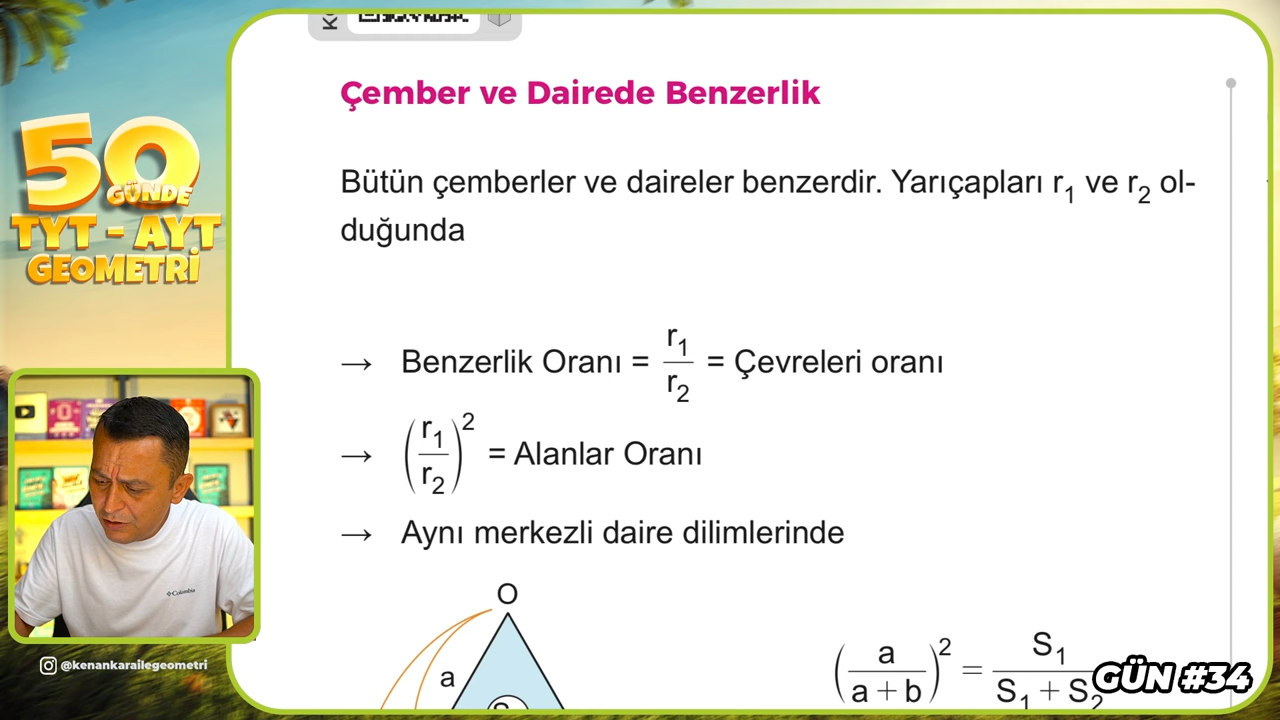 Çember ve Dairede Benzerlik
Bütün çemberler ve daireler benzerdir. Yarıçapları r₁ ve r₂ ol-
duğunda
→ Benzerlik Oranı = r₁/r₂ = Çevreleri oranı
→ (r₁/r₂)² = Alanlar Oranı
→ Aynı merkezli daire dilimlerinde
O
a
(a/(a+b))² = S₁/(S₁+S₂)
50
GÜNDE
TYT - AYT
GEOMETRİ
Columbia
@kenankarailegeometri
GÜN #34